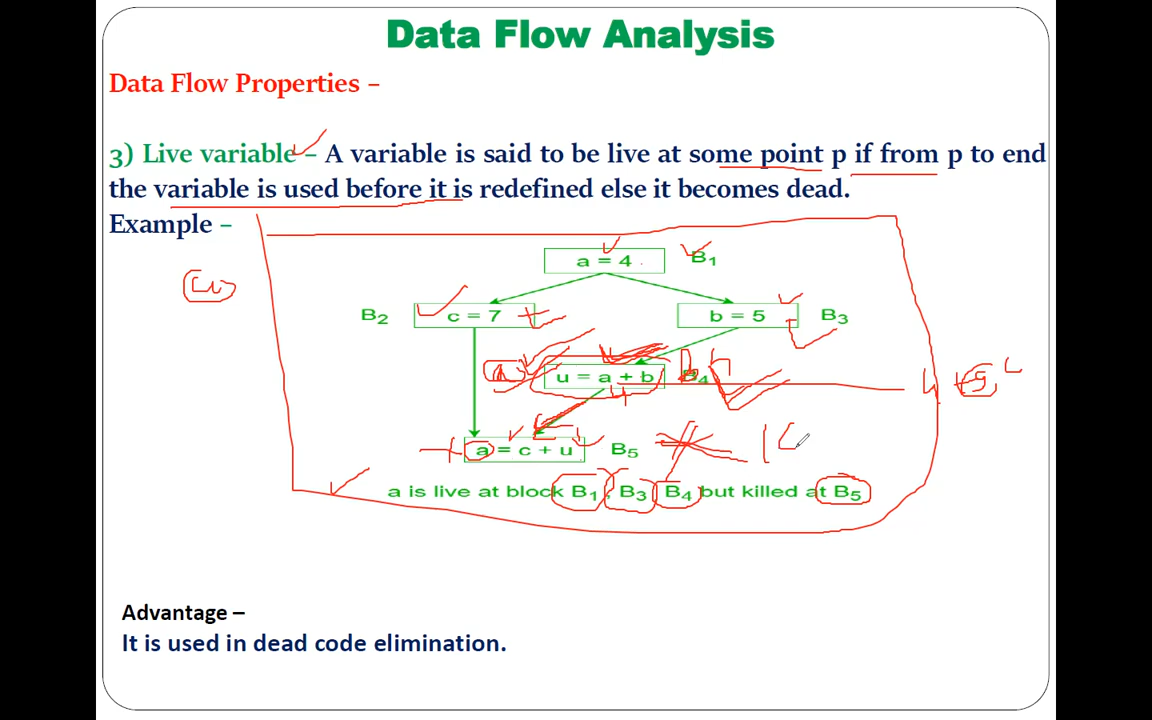 Data Flow Analysis
Data Flow Properties –
3) Live variable – A variable is said to be live at some point p if from p to end
the variable is used before it is redefined else it becomes dead.
Example –
a = 4 B1
B2 c = 7 b = 5 B3
u = a + b B4
a = c + u B5
a is live at block B1 , B3 B4 but killed at B5
Advantage –
It is used in dead code elimination.